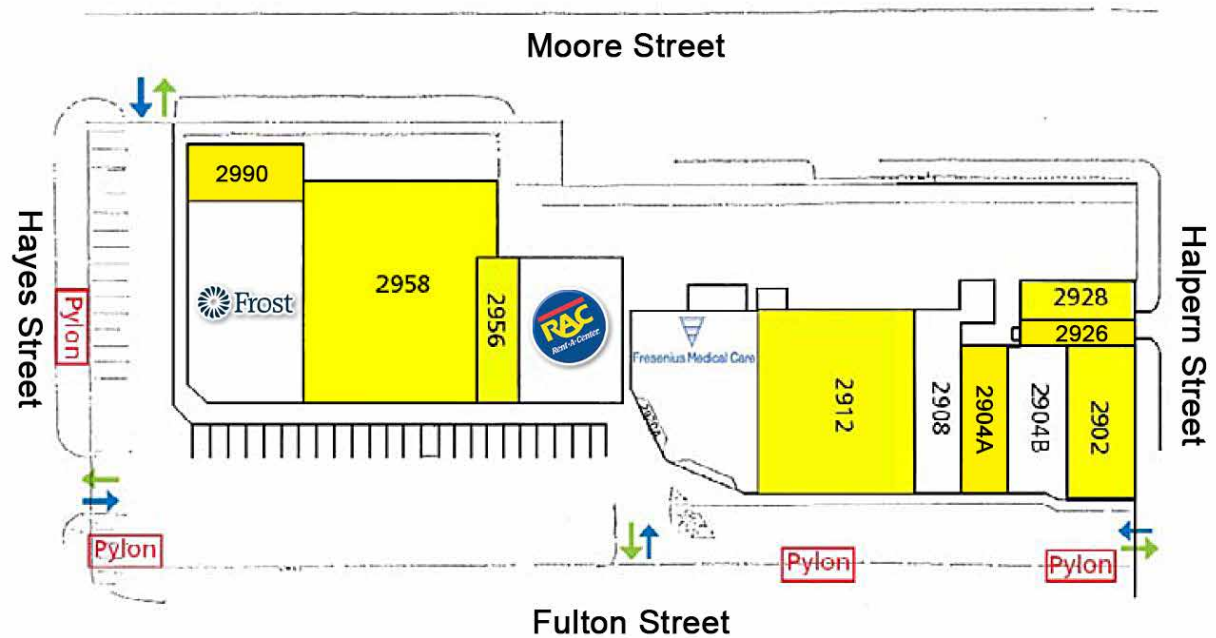 Moore Street
2990
Hayes Street
Pylon
Frost
2958
2956
RAC
Rent-A-Center
Fresenius Medical Care
2912
2908
2904A
2904B
2902
2928
2926
Halpern Street
Pylon
Pylon
Pylon
Fulton Street